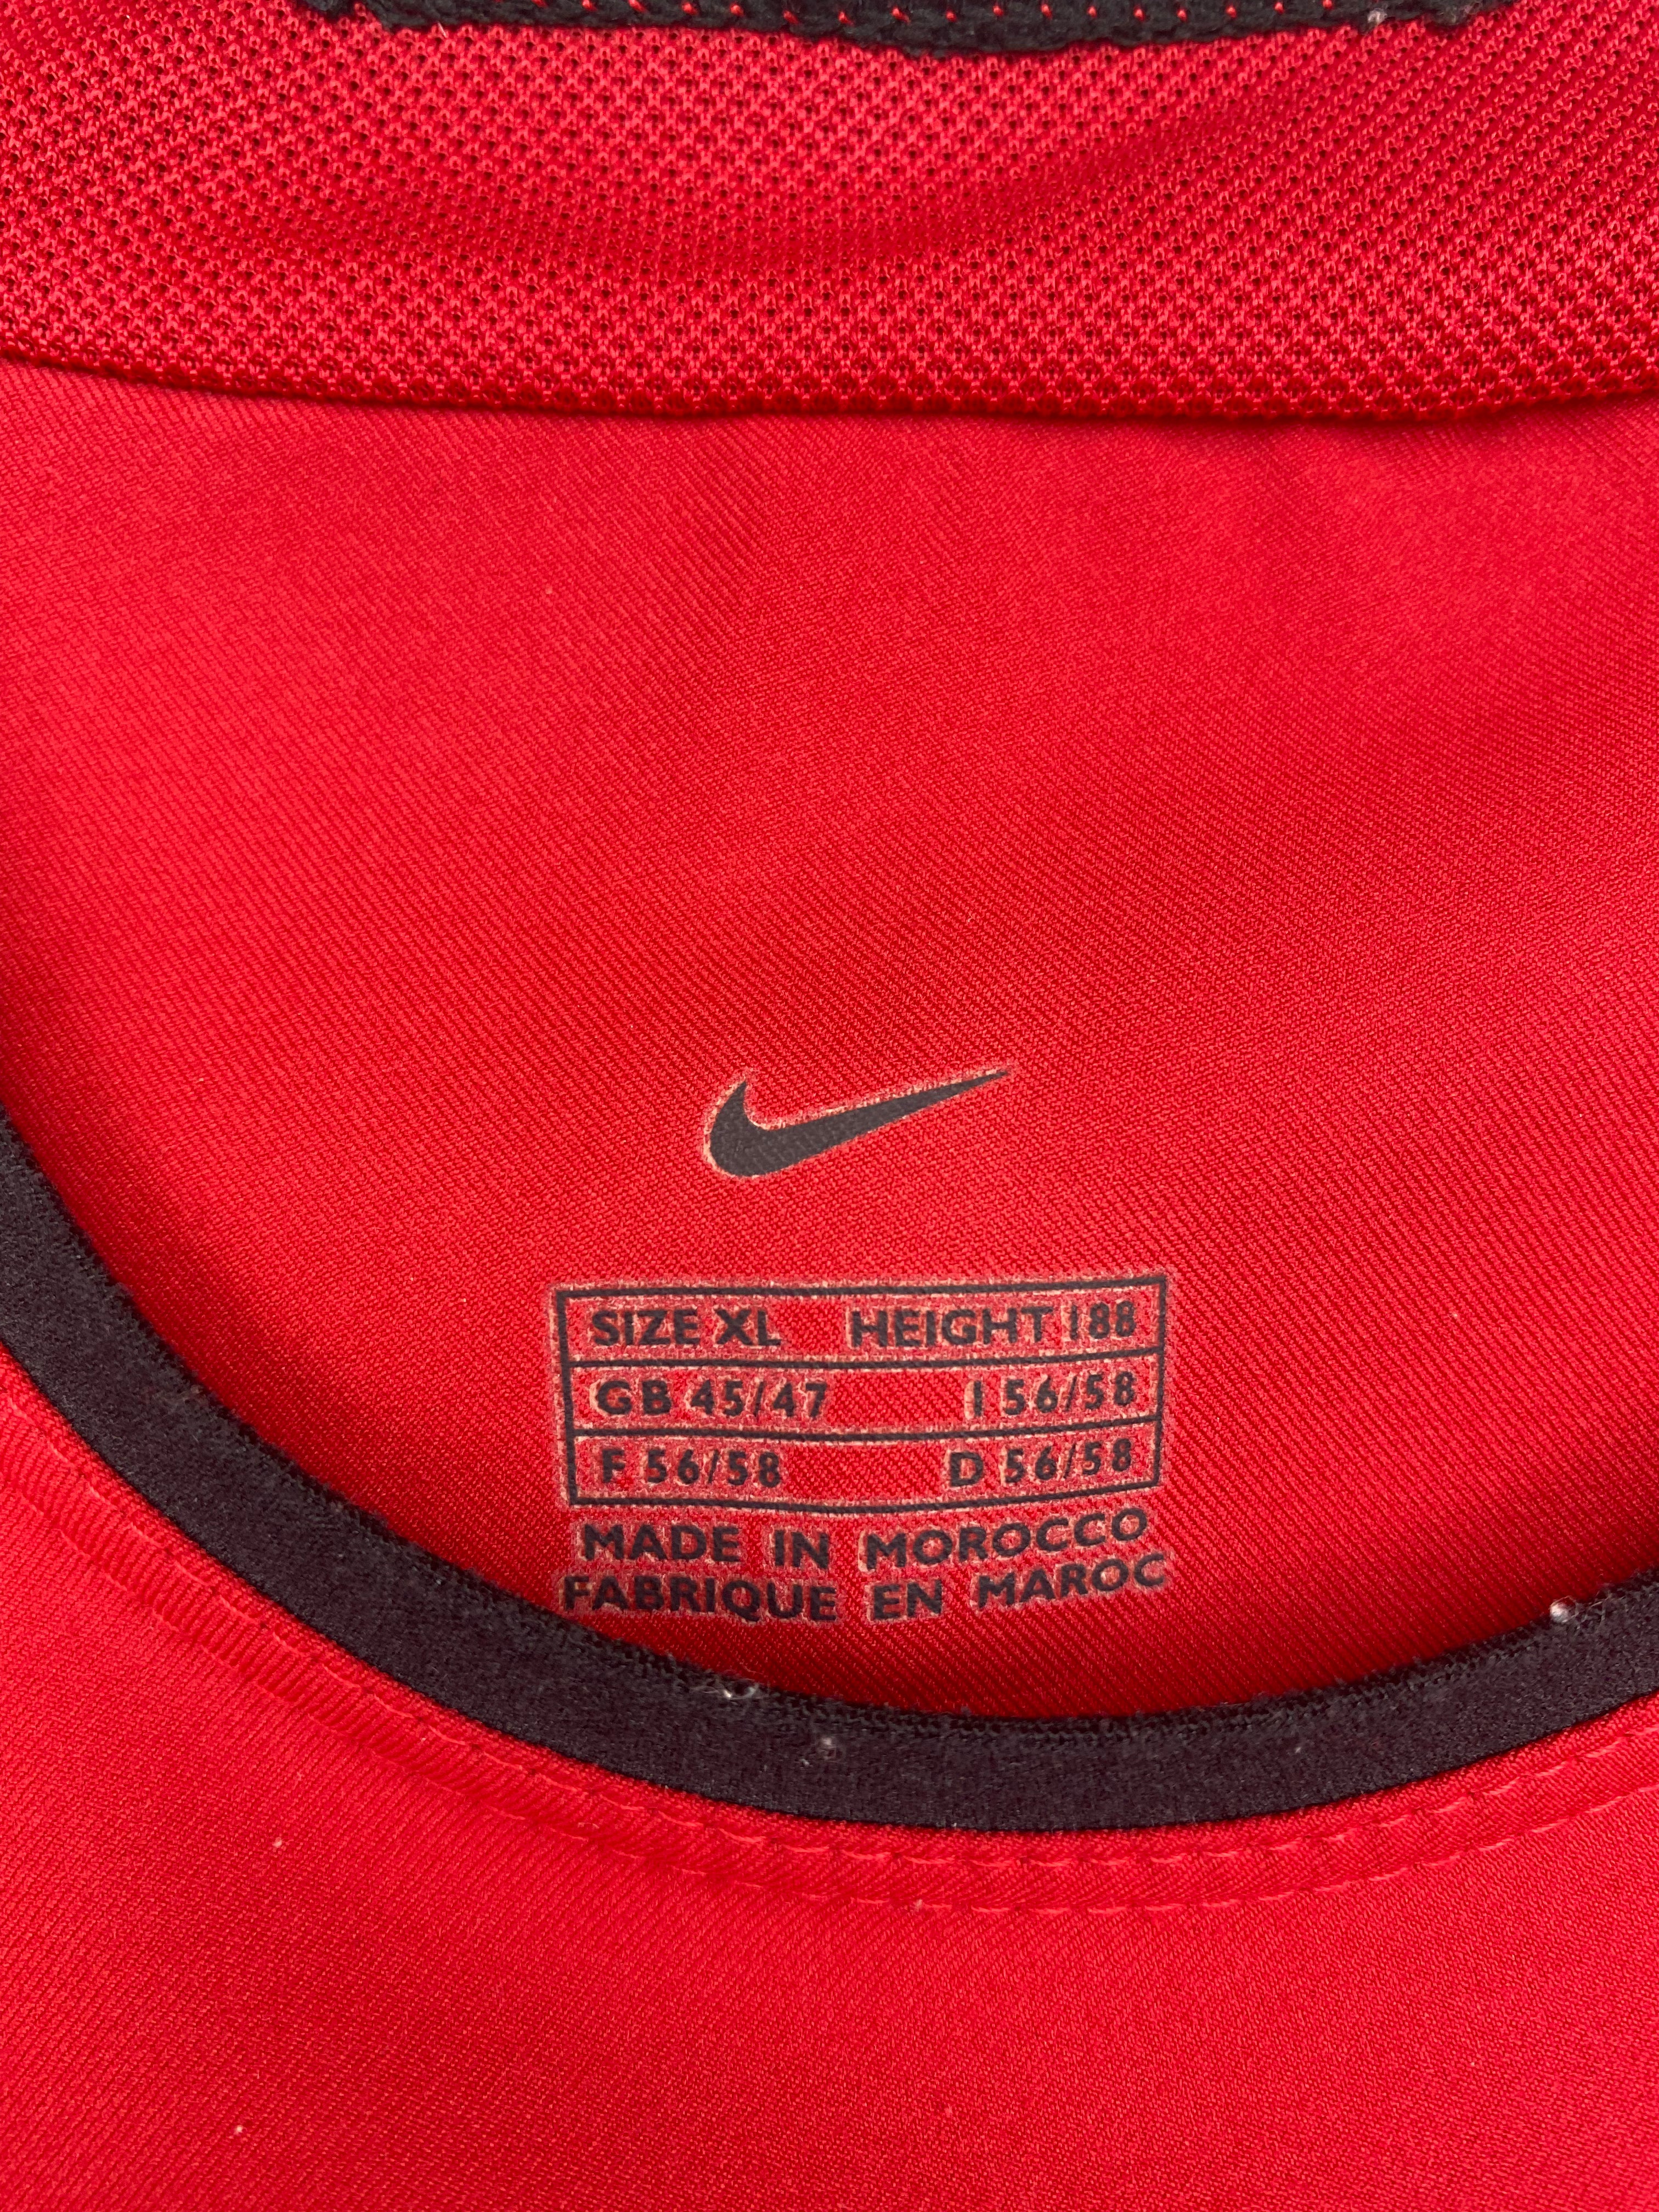 SIZE XL HEIGHT 188
GB 45/47 I 56/58
F 56/58 D 56/58
MADE IN MOROCCO
FABRIQUE EN MAROC